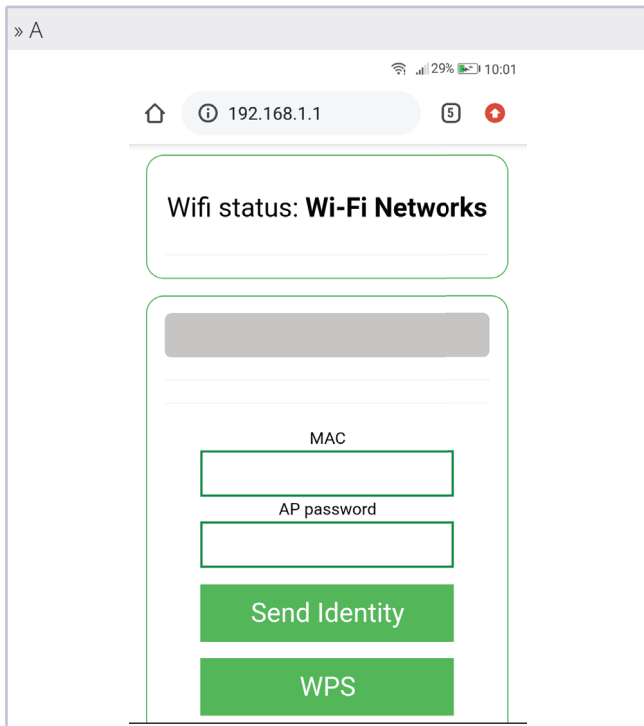 » A
29% 10:01
192.168.1.1 5
Wifi status: Wi-Fi Networks
MAC
AP password
Send Identity
WPS